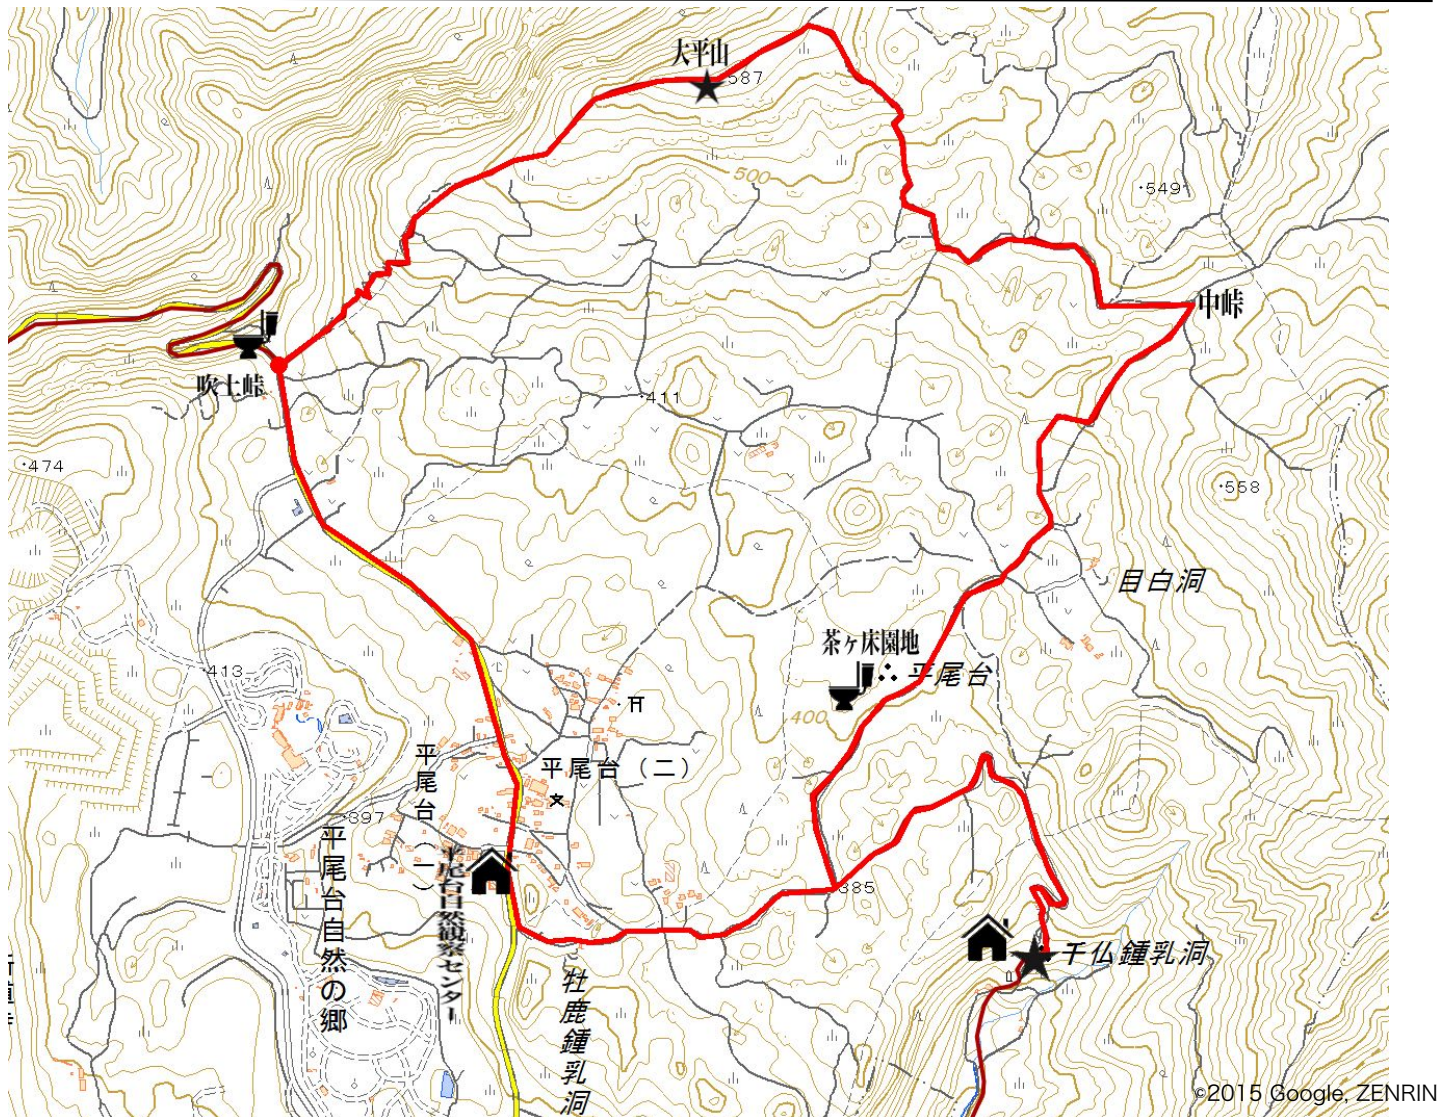 大平山
587
500
・549
中峠
吹上峠
・411
・474
・558
目白洞
茶ヶ床園地
∴平尾台
・413
400
平尾台(二)
平尾台(一)
・397
385
平尾台自然観察センター
平尾台自然の郷
千仏鍾乳洞
牡鹿鍾乳洞
©2015 Google, ZENRIN